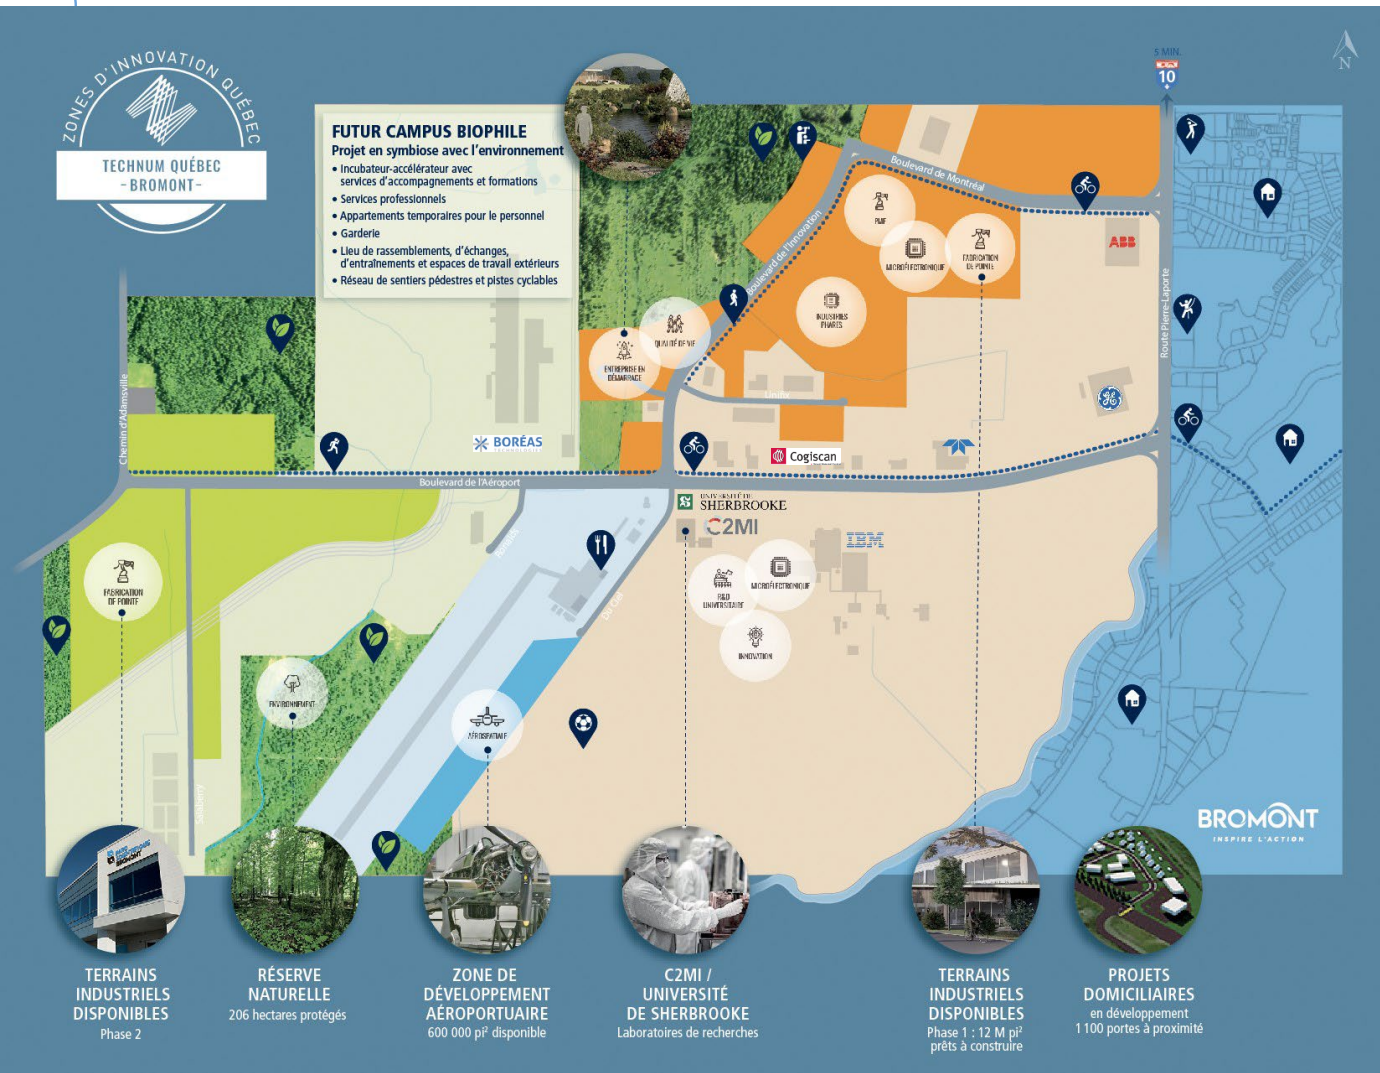 ZONES D'INNOVATION QUÉBEC
TECHNUM QUÉBEC
- BROMONT -
5 MIN.
10
N
FUTUR CAMPUS BIOPHILE
Projet en symbiose avec l'environnement
• Incubateur-accélérateur avec
services d'accompagnements et formations
• Services professionnels
• Appartements temporaires pour le personnel
• Garderie
• Lieu de rassemblements, d'échanges,
d'entraînements et espaces de travail extérieurs
• Réseau de sentiers pédestres et pistes cyclables
Boulevard de Montréal
Boulevard de l'Innovation
PME
MICROÉLECTRONIQUE
FABRICATION
DE POINTE
ABB
INDUSTRIES
PHARES
QUALITÉ DE VIE
ENTREPRISE EN
DÉMARRAGE
Route Pierre-Laporte
Chemin d'Adamsville
Unifix
GE
BORÉAS
Cogiscan
Boulevard de l'Aéroport
UNIVERSITÉ DE
SHERBROOKE
C2MI
IBM
FABRICATION
DE POINTE
MICROÉLECTRONIQUE
R&D
UNIVERSITAIRE
INNOVATION
Du Ciel
ENVIRONNEMENT
AÉROSPATIALE
BROMONT
INSPIRE L'ACTION
TERRAINS
INDUSTRIELS
DISPONIBLES
Phase 2
RÉSERVE
NATURELLE
206 hectares protégés
ZONE DE
DÉVELOPPEMENT
AÉROPORTUAIRE
600 000 pi² disponible
C2MI /
UNIVERSITÉ
DE SHERBROOKE
Laboratoires de recherches
TERRAINS
INDUSTRIELS
DISPONIBLES
Phase 1 : 12 M pi²
prêts à construire
PROJETS
DOMICILIAIRES
en développement
1 100 portes à proximité